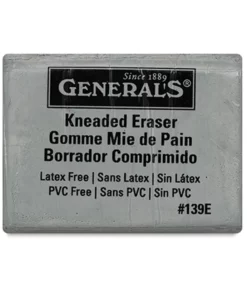 Since 1889
GENERAL'S
Kneaded Eraser
Gomme Mie de Pain
Borrador Comprimido
Latex Free | Sans Latex | Sin Látex
PVC Free | Sans PVC | Sin PVC
#139E